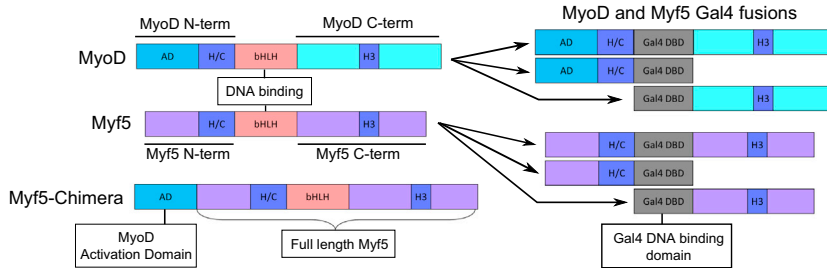 MyoD N-term
MyoD C-term
MyoD and Myf5 Gal4 fusions
MyoD
AD
H/C
bHLH
H3
AD
H/C
Gal4 DBD
H3
AD
H/C
Gal4 DBD
DNA binding
Gal4 DBD
H3
Myf5
H/C
bHLH
H3
Myf5 N-term
Myf5 C-term
H/C
Gal4 DBD
H3
H/C
Gal4 DBD
Myf5-Chimera
AD
H/C
bHLH
H3
Gal4 DBD
H3
MyoD
Activation Domain
Full length Myf5
Gal4 DNA binding
domain